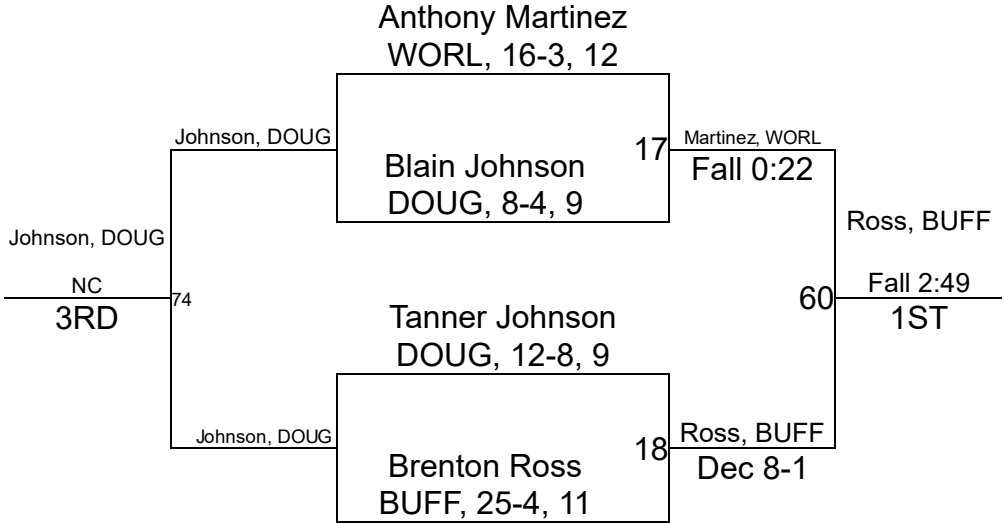 Anthony Martinez
WORL, 16-3, 12
Johnson, DOUG
17
Martinez, WORL
Blain Johnson
DOUG, 8-4, 9
Fall 0:22
Johnson, DOUG
Ross, BUFF
NC
74
60
Fall 2:49
3RD
1ST
Tanner Johnson
DOUG, 12-8, 9
Johnson, DOUG
18
Ross, BUFF
Brenton Ross
BUFF, 25-4, 11
Dec 8-1